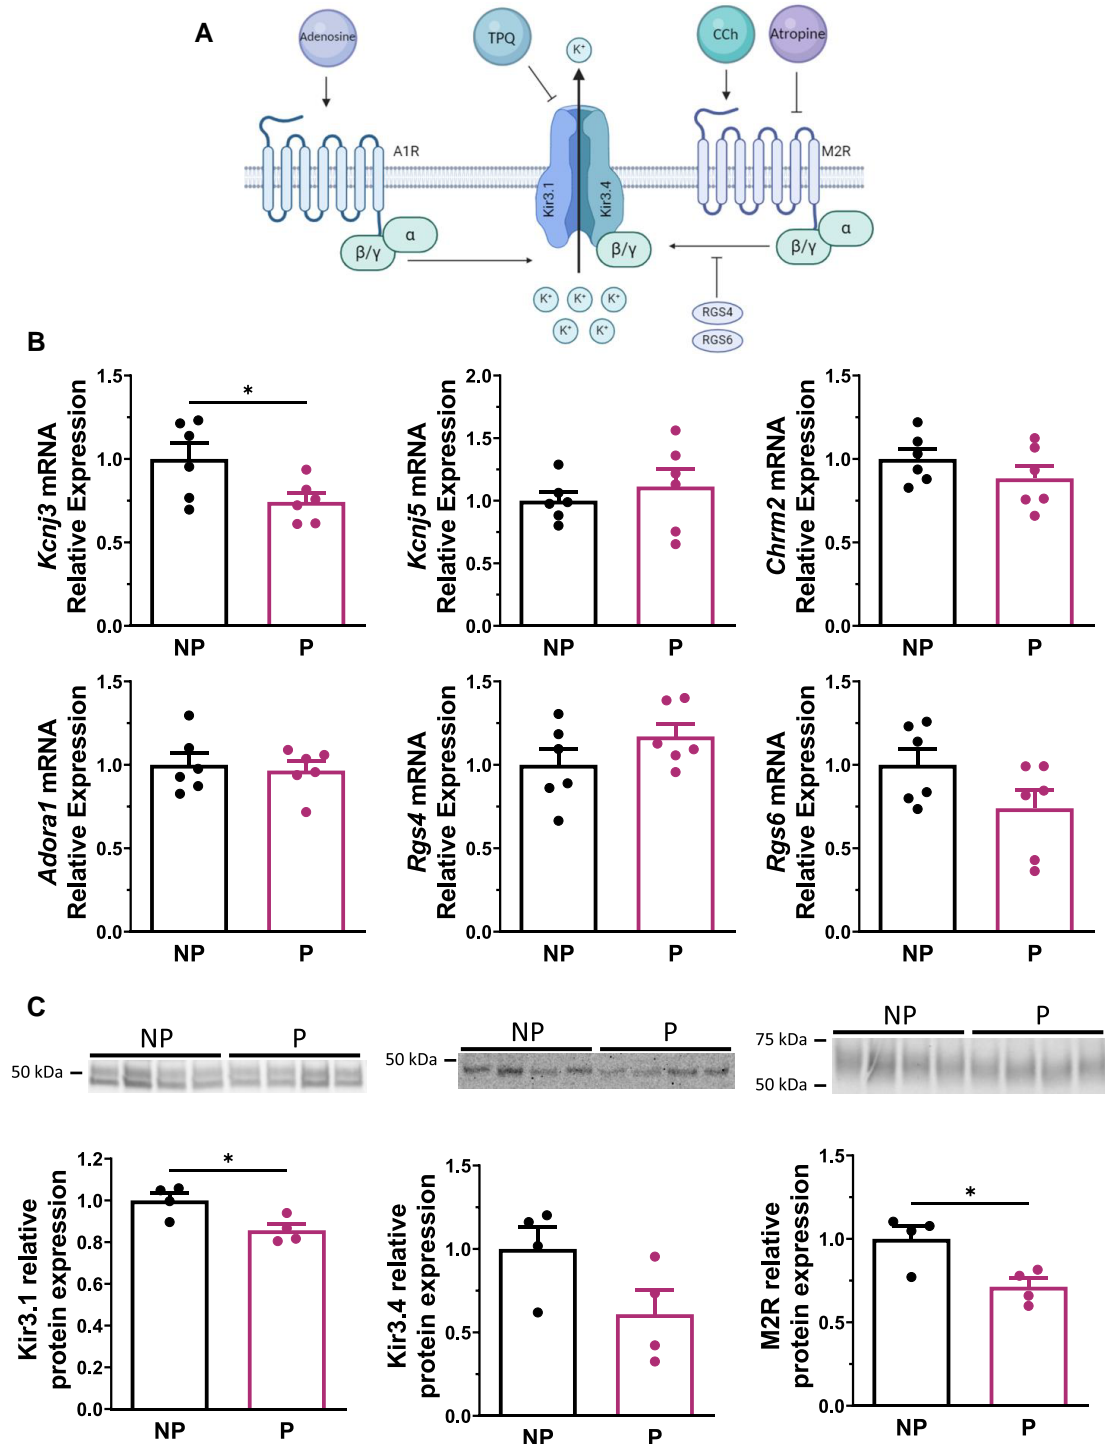 A
Adenosine
TPQ
K+
CCh
Atropine
A1R
Kir3.1
Kir3.4
M2R
β/γ
α
β/γ
β/γ
α
K+ K+ K+
K+ K+
RGS4
RGS6
B
Kcnj3 mRNA
Relative Expression
1.5
1.0
0.5
0.0
*
NP P
Kcnj5 mRNA
Relative Expression
2.0
1.5
1.0
0.5
0.0
NP P
Chrm2 mRNA
Relative Expression
1.5
1.0
0.5
0.0
NP P
Adora1 mRNA
Relative Expression
1.5
1.0
0.5
0.0
NP P
Rgs4 mRNA
Relative Expression
1.5
1.0
0.5
0.0
NP P
Rgs6 mRNA
Relative Expression
1.5
1.0
0.5
0.0
NP P
C
NP P
50 kDa
NP P
50 kDa
NP P
75 kDa
50 kDa
Kir3.1 relative
protein expression
1.2
1.0
0.8
0.6
0.4
0.2
0.0
*
NP P
Kir3.4 relative
protein expression
1.5
1.0
0.5
0.0
NP P
M2R relative
protein expression
1.5
1.0
0.5
0.0
*
NP P